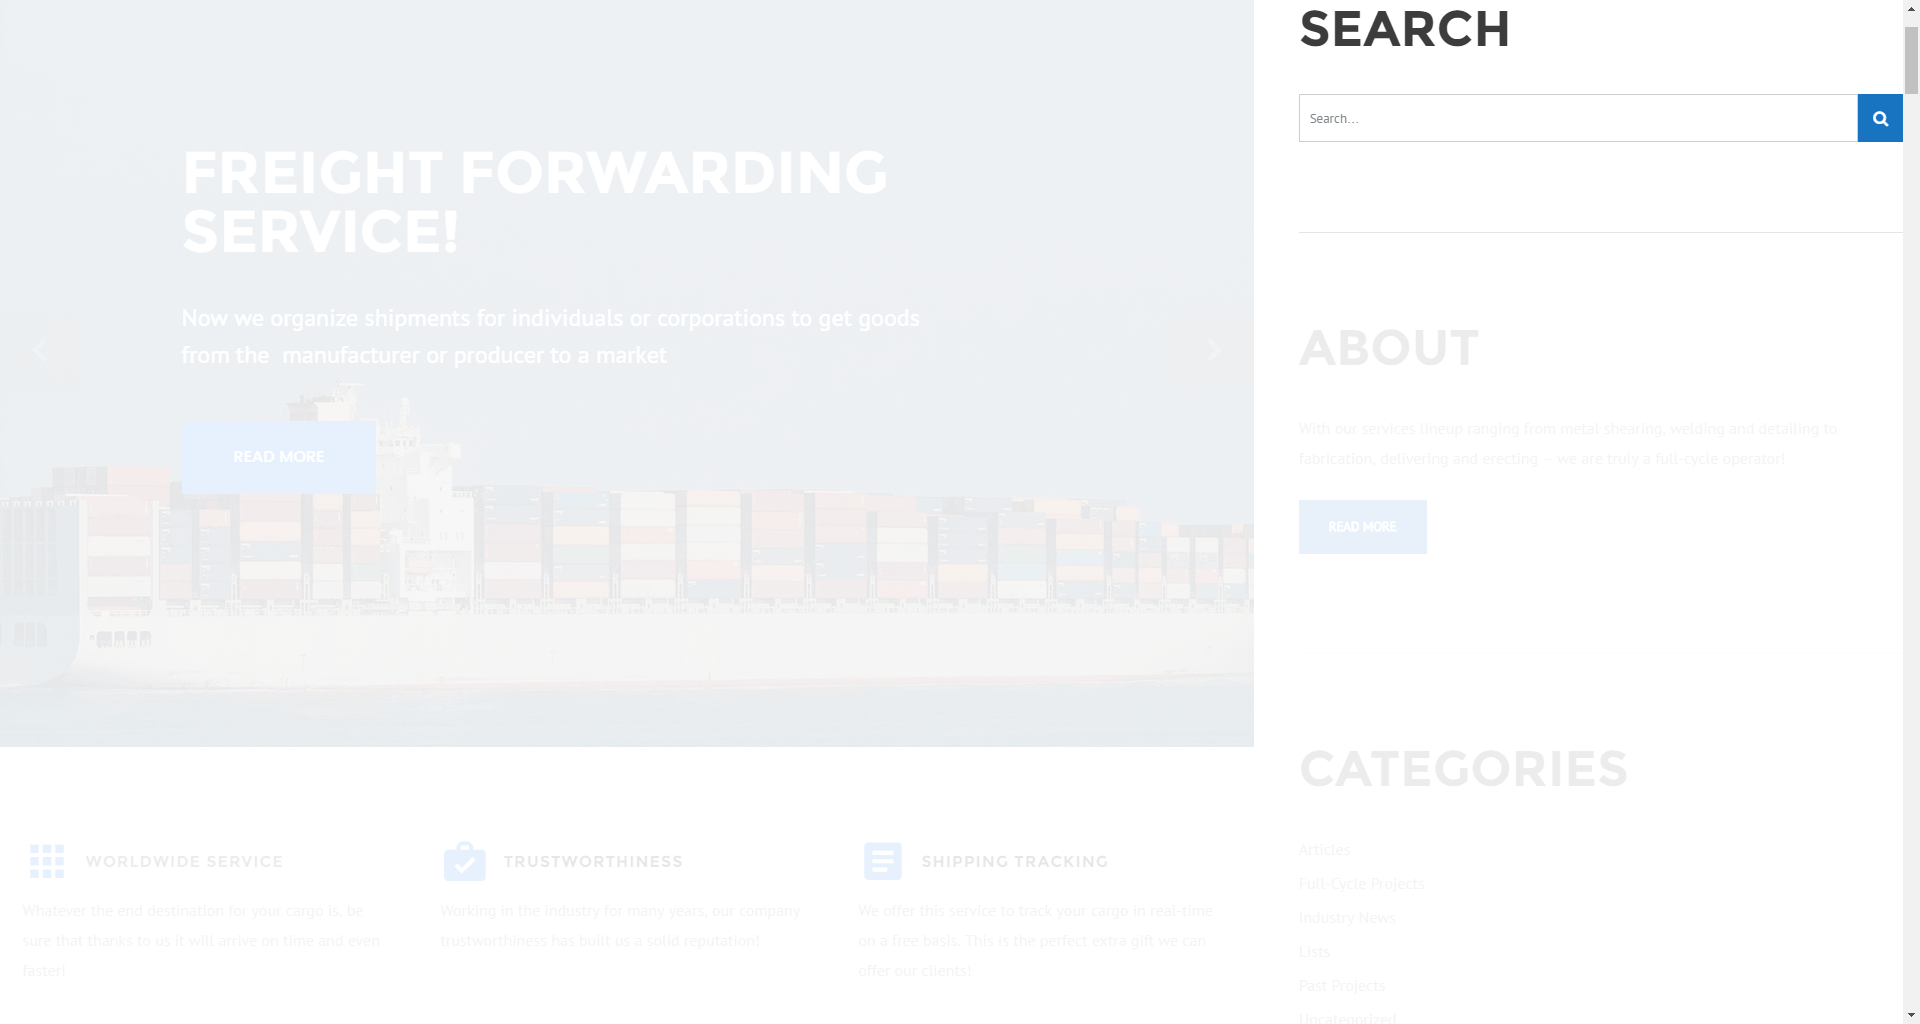 SEARCH
Search...
FREIGHT FORWARDING
SERVICE!
Now we organize shipments for individuals or corporations to get goods
from the manufacturer or producer to a market
READ MORE
ABOUT
With our services lineup ranging from metal shearing, welding and detailing to
fabrication, delivering and erecting – we are truly a full-cycle operator!
READ MORE
CATEGORIES
Articles
Full-Cycle Projects
Industry News
Lists
Past Projects
Uncategorized
WORLDWIDE SERVICE
Whatever the end destination for your cargo is, be
sure that thanks to us it will arrive on time and even
faster!
TRUSTWORTHINESS
Working in the industry for many years, our company
trustworthiness has built us a solid reputation!
SHIPPING TRACKING
We offer this service to track your cargo in real-time
on a free basis. This is the perfect extra gift we can
offer our clients!